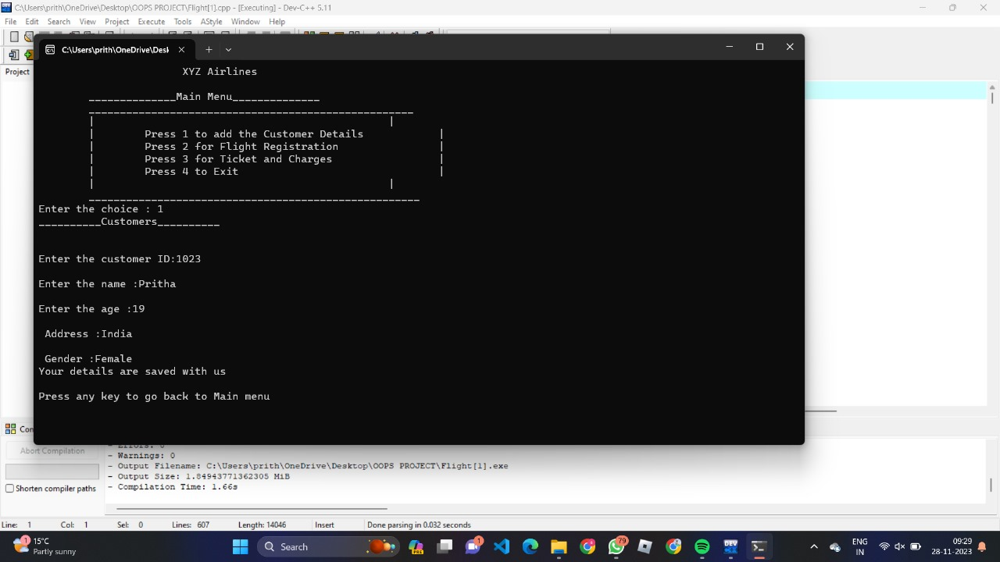 C:\Users\prith\OneDrive\Desktop\OOPS PROJECT\Flight[1].cpp - [Executing] - Dev-C++ 5.11
File Edit Search View Project Execute Tools AStyle Window Help
C:\Users\prith\OneDrive\Desk
Project
XYZ Airlines
______________Main Menu______________
Press 1 to add the Customer Details
Press 2 for Flight Registration
Press 3 for Ticket and Charges
Press 4 to Exit
Enter the choice : 1
__________Customers__________
Enter the customer ID:1023
Enter the name :Pritha
Enter the age :19
Address :India
Gender :Female
Your details are saved with us
Press any key to go back to Main menu
Abort Compilation
Shorten compiler paths
- Errors: 0
- Warnings: 0
- Output Filename: C:\Users\prith\OneDrive\Desktop\OOPS PROJECT\Flight[1].exe
- Output Size: 1.84943771362305 MiB
- Compilation Time: 1.66s
Line: 1 Col: 1 Sel: 0 Lines: 607 Length: 14046 Insert Done parsing in 0.032 seconds
1
15°C
Partly sunny
Search
PRE
1
79
DEV
ENG
IN
09:29
28-11-2023